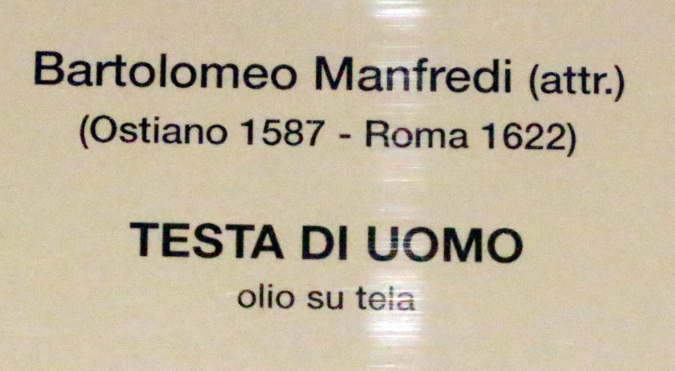 Bartolomeo Manfredi (attr.)
(Ostiano 1587 - Roma 1622)
TESTA DI UOMO
olio su tela